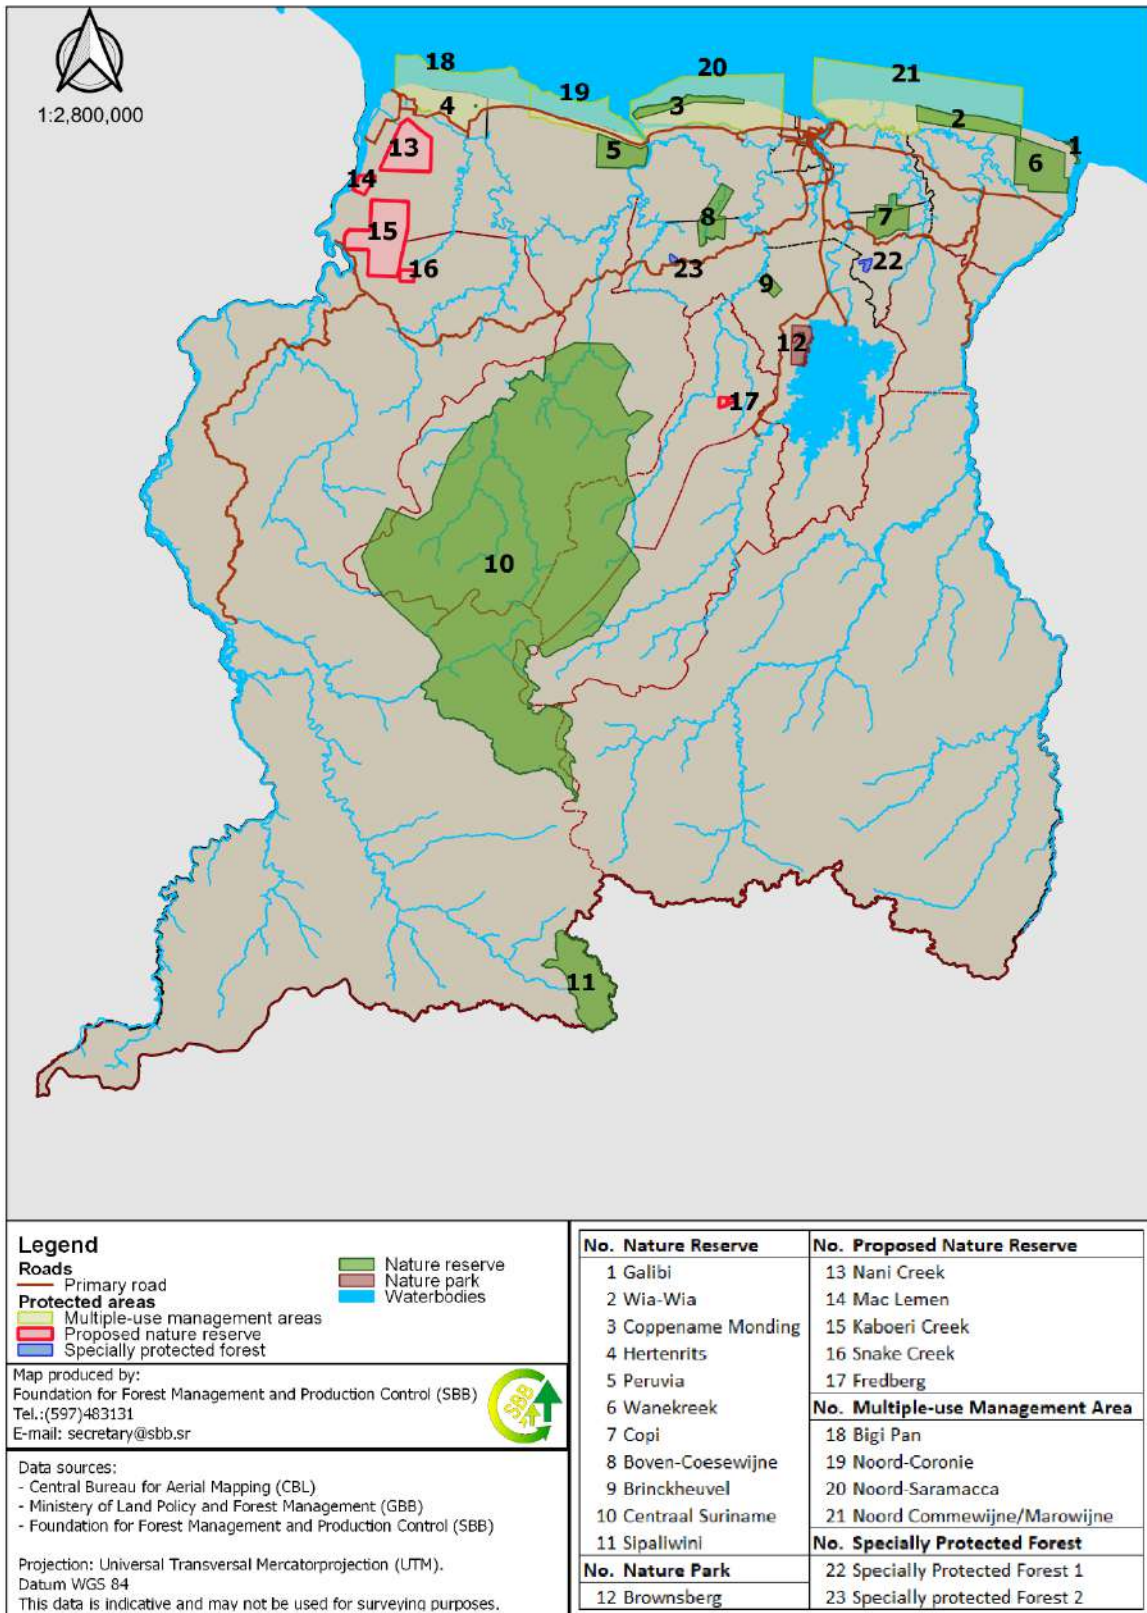 1:2,800,000
18
20
21
19
4
3
2
1
13
5
6
14
8
7
15
16
23
22
9
12
17
10
11
Legend
Roads
Primary road
Protected areas
Multiple-use management areas
Proposed nature reserve
Specially protected forest
Nature reserve
Nature park
Waterbodies
Map produced by:
Foundation for Forest Management and Production Control (SBB)
Tel.:(597)483131
E-mail: secretary@sbb.sr
SBB
Data sources:
- Central Bureau for Aerial Mapping (CBL)
- Ministry of Land Policy and Forest Management (GBB)
- Foundation for Forest Management and Production Control (SBB)
Projection: Universal Transversal Mercatorprojection (UTM).
Datum WGS 84
This data is indicative and may not be used for surveying purposes.
No. Nature Reserve
1 Galibi
2 Wia-Wia
3 Coppename Monding
4 Hertenrits
5 Peruvia
6 Wanekreek
7 Copi
8 Boven-Coesewijne
9 Brinckheuvel
10 Centraal Suriname
11 Sipaliwini
No. Nature Park
12 Brownsberg
No. Proposed Nature Reserve
13 Nani Creek
14 Mac Lemen
15 Kaboeri Creek
16 Snake Creek
17 Fredberg
No. Multiple-use Management Area
18 Bigi Pan
19 Noord-Coronie
20 Noord-Saramacca
21 Noord Commewijne/Marowijne
No. Specially Protected Forest
22 Specially Protected Forest 1
23 Specially protected Forest 2